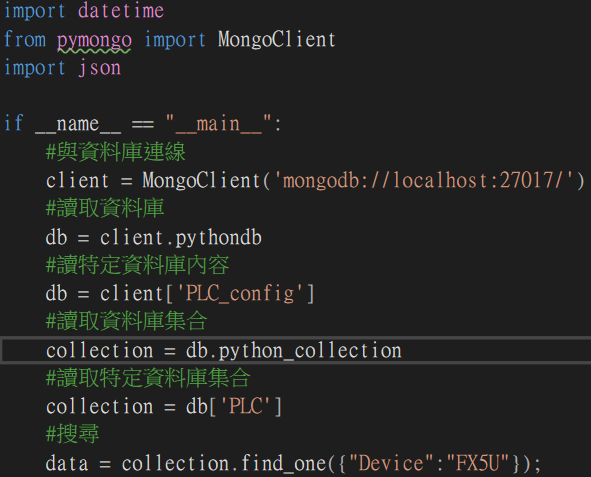 import datetime
from pymongo import MongoClient
import json
if __name__ == "__main__":
#與資料庫連線
client = MongoClient('mongodb://localhost:27017/')
#讀取資料庫
db = client.pythondb
#讀特定資料庫內容
db = client['PLC_config']
#讀取資料庫集合
collection = db.python_collection
#讀取特定資料庫集合
collection = db['PLC']
#搜尋
data = collection.find_one({"Device":"FX5U"});